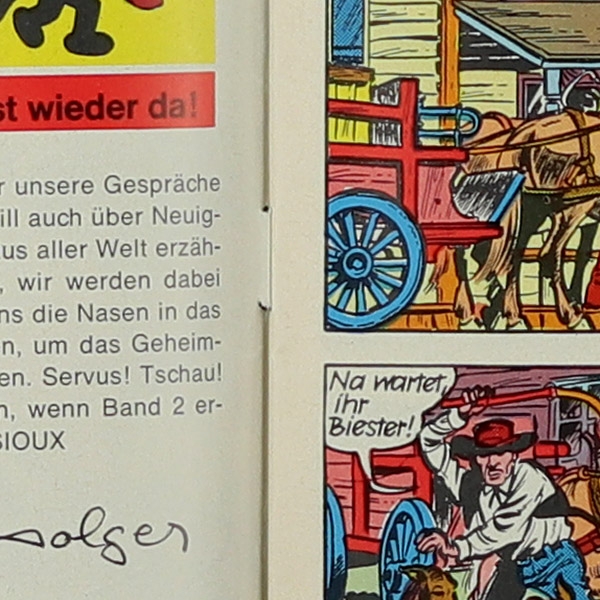 st wieder da!
r unsere Gespräche
ill auch über Neuig-
us aller Welt erzäh-
, wir werden dabei
ns die Nasen in das
n, um das Geheim-
en. Servus! Tschau!
n, wenn Band 2 er-
SIOUX
Na wartet,
ihr
Biester!